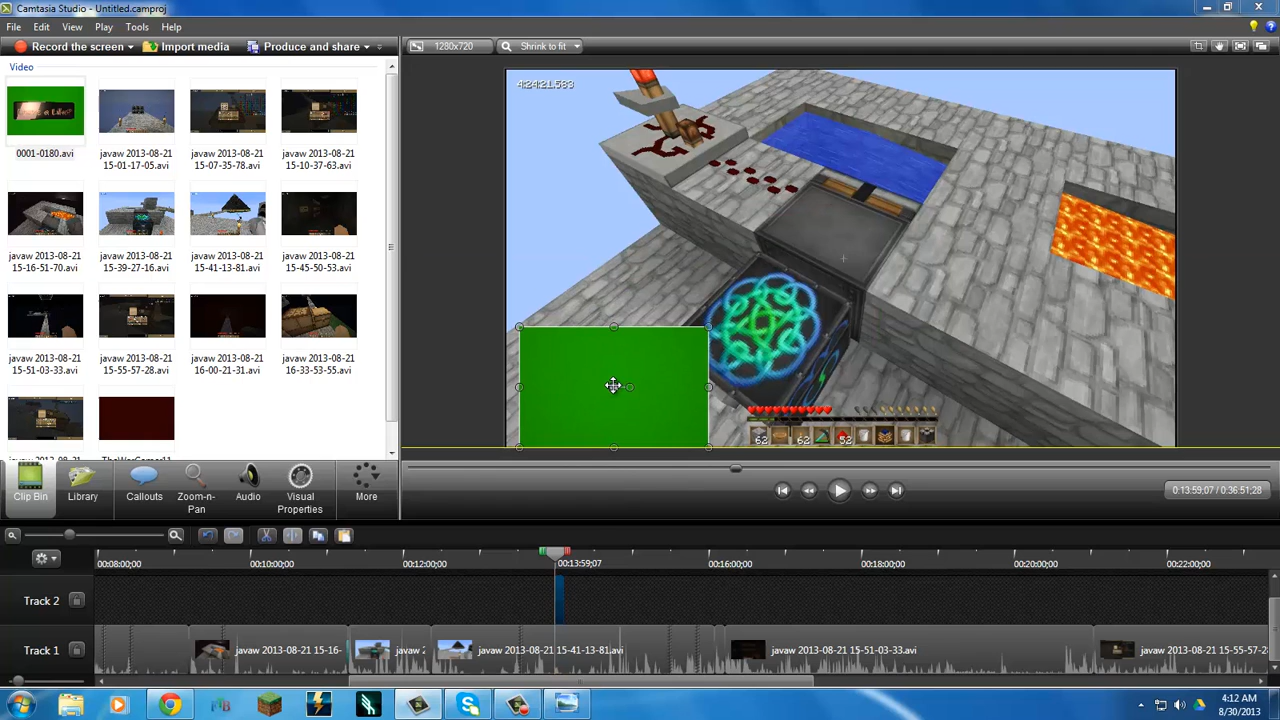 Camtasia Studio - Untitled.camproj
File Edit View Play Tools Help
Record the screen Import media Produce and share
1280x720 Shrink to fit
Video
4:24:21.583
0001-0180.avi
javaw 2013-08-21 15-01-17-05.avi
javaw 2013-08-21 15-07-35-78.avi
javaw 2013-08-21 15-10-37-63.avi
javaw 2013-08-21 15-16-51-70.avi
javaw 2013-08-21 15-39-27-16.avi
javaw 2013-08-21 15-41-13-81.avi
javaw 2013-08-21 15-45-50-53.avi
javaw 2013-08-21 15-51-03-33.avi
javaw 2013-08-21 15-55-57-28.avi
javaw 2013-08-21 16-00-21-31.avi
javaw 2013-08-21 16-33-53-55.avi
62 62 52
Clip Bin
Library
Callouts
Zoom-n-Pan
Audio
Visual Properties
More
0:13:59;07 / 0:36:51;28
00:08:00;00 00:10:00;00 00:12:00;00 00:13:59;07 00:16:00;00 00:18:00;00 00:20:00;00 00:22:00;00
Track 2
Track 1
javaw 2013-08-21 15-16- javaw 2 javaw 2013-08-21 15-41-13-81.avi javaw 2013-08-21 15-51-03-33.avi javaw 2013-08-21 15-55-57-28
4:12 AM
8/30/2013